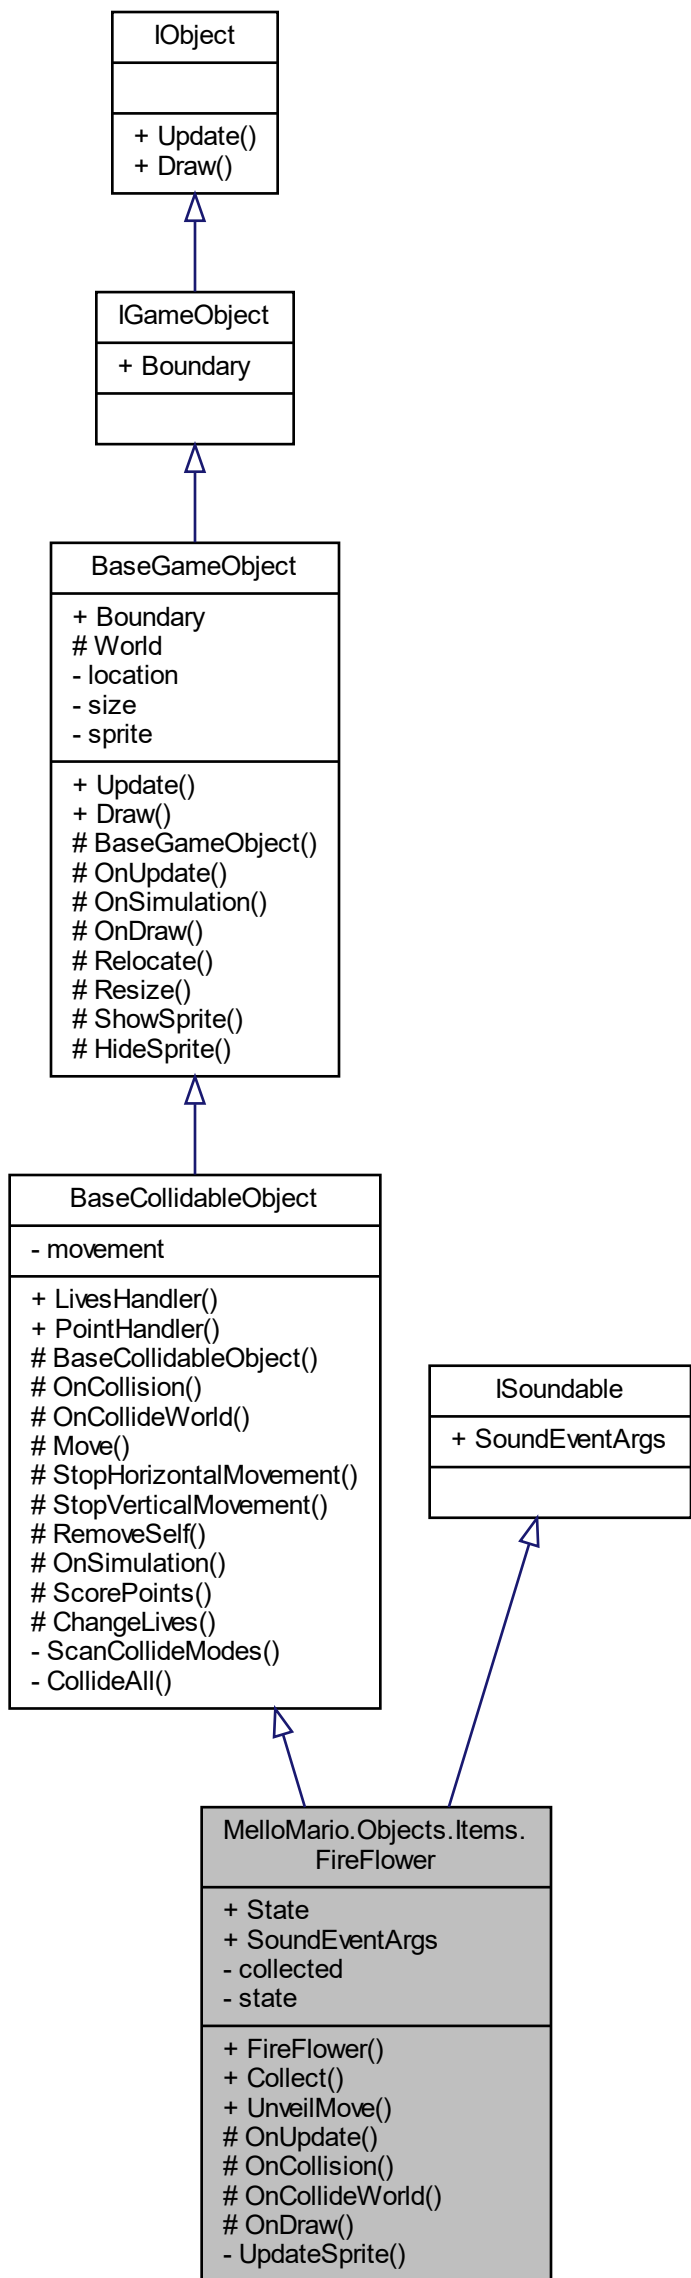 IObject
+ Update()
+ Draw()
IGameObject
+ Boundary
BaseGameObject
+ Boundary
# World
- location
- size
- sprite
+ Update()
+ Draw()
# BaseGameObject()
# OnUpdate()
# OnSimulation()
# OnDraw()
# Relocate()
# Resize()
# ShowSprite()
# HideSprite()
BaseCollidableObject
- movement
+ LivesHandler()
+ PointHandler()
# BaseCollidableObject()
# OnCollision()
# OnCollideWorld()
# Move()
# StopHorizontalMovement()
# StopVerticalMovement()
# RemoveSelf()
# OnSimulation()
# ScorePoints()
# ChangeLives()
- ScanCollideModes()
- CollideAll()
ISoundable
+ SoundEventArgs
MelloMario.Objects.Items.
FireFlower
+ State
+ SoundEventArgs
- collected
- state
+ FireFlower()
+ Collect()
+ UnveilMove()
# OnUpdate()
# OnCollision()
# OnCollideWorld()
# OnDraw()
- UpdateSprite()